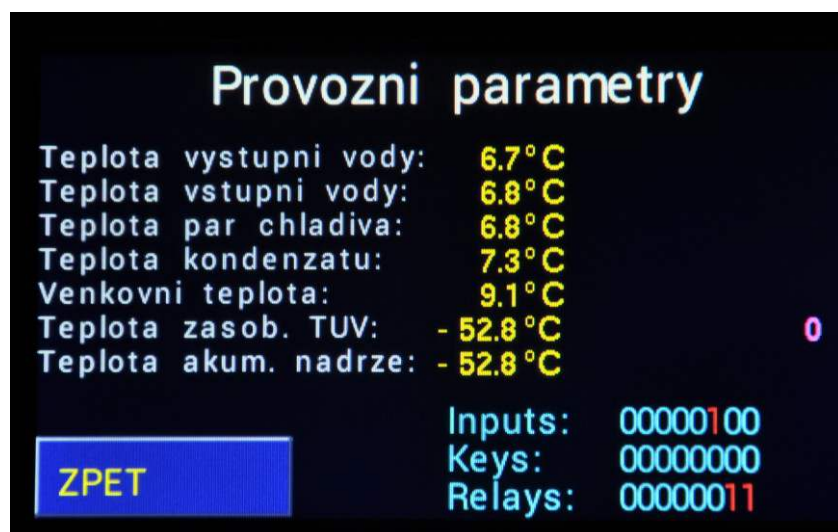 Provozni parametry
Teplota vystupni vody: 6.7°C
Teplota vstupni vody: 6.8°C
Teplota par chladiva: 6.8°C
Teplota kondenzatu: 7.3°C
Venkovni teplota: 9.1°C
Teplota zasob. TUV: - 52.8°C 0
Teplota akum. nadrze: - 52.8°C
Inputs: 00000100
Keys: 00000000
ZPET
Relays: 00000011